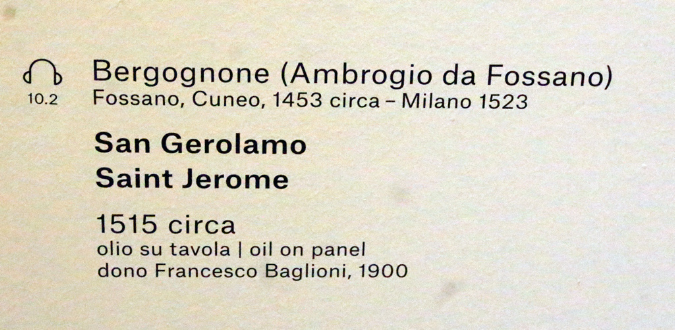 Bergognone (Ambrogio da Fossano)
10.2 Fossano, Cuneo, 1453 circa – Milano 1523
San Gerolamo
Saint Jerome
1515 circa
olio su tavola | oil on panel
dono Francesco Baglioni, 1900